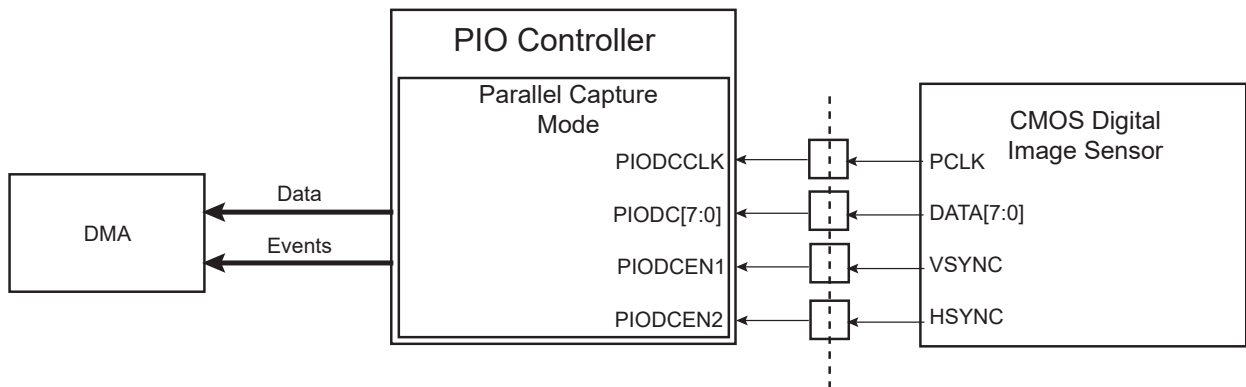 PIO Controller
Parallel Capture
Mode
CMOS Digital
Image Sensor
PIODCCLK
PCLK
Data
PIODC[7:0]
DATA[7:0]
DMA
Events
PIODCEN1
VSYNC
PIODCEN2
HSYNC